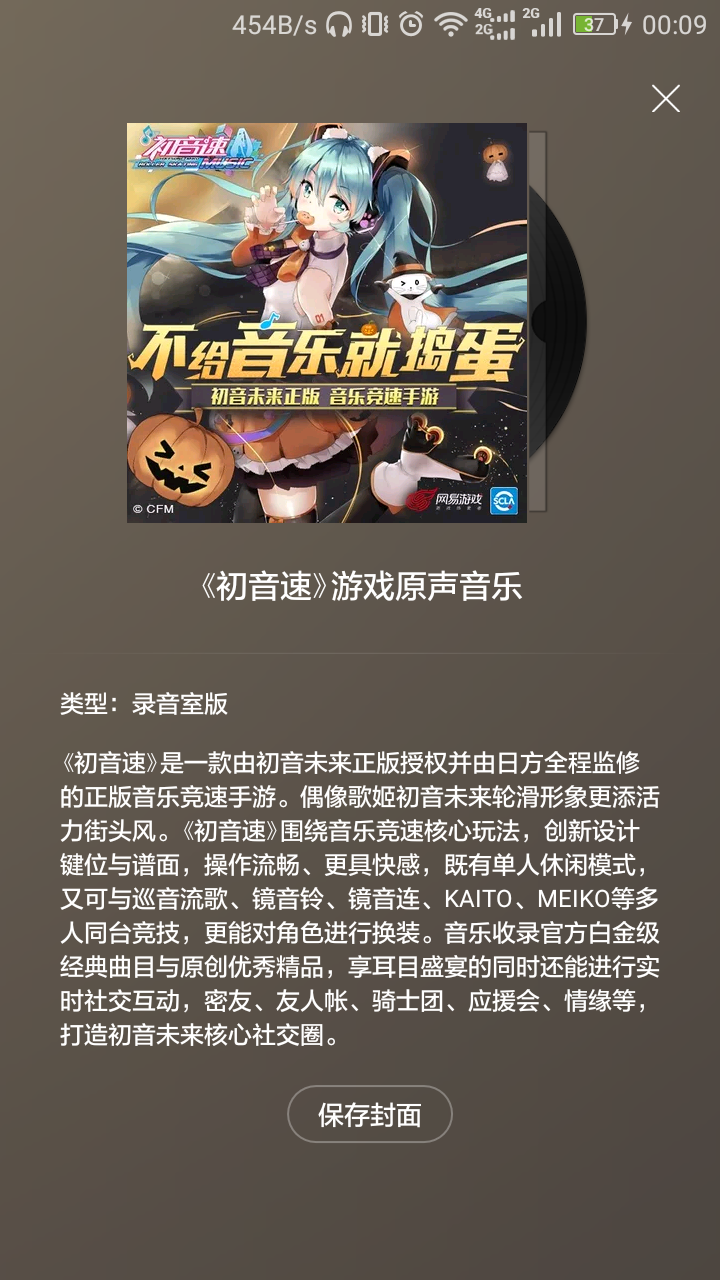 454B/s 4G 2G 2G 37 00:09
初音速
MUSIC
01
不给音乐就捣蛋
初音未来正版 音乐竞速手游
© CFM
网易游戏
SCLA
《初音速》游戏原声音乐
类型：录音室版
《初音速》是一款由初音未来正版授权并由日方全程监修
的正版音乐竞速手游。偶像歌姬初音未来轮滑形象更添活
力街头风。《初音速》围绕音乐竞速核心玩法，创新设计
键位与谱面，操作流畅、更具快感，既有单人休闲模式，
又可与巡音流歌、镜音铃、镜音连、KAITO、MEIKO等多
人同台竞技，更能对角色进行换装。音乐收录官方白金级
经典曲目与原创优秀精品，享耳目盛宴的同时还能进行实
时社交互动，密友、友人帐、骑士团、应援会、情缘等，
打造初音未来核心社交圈。
保存封面